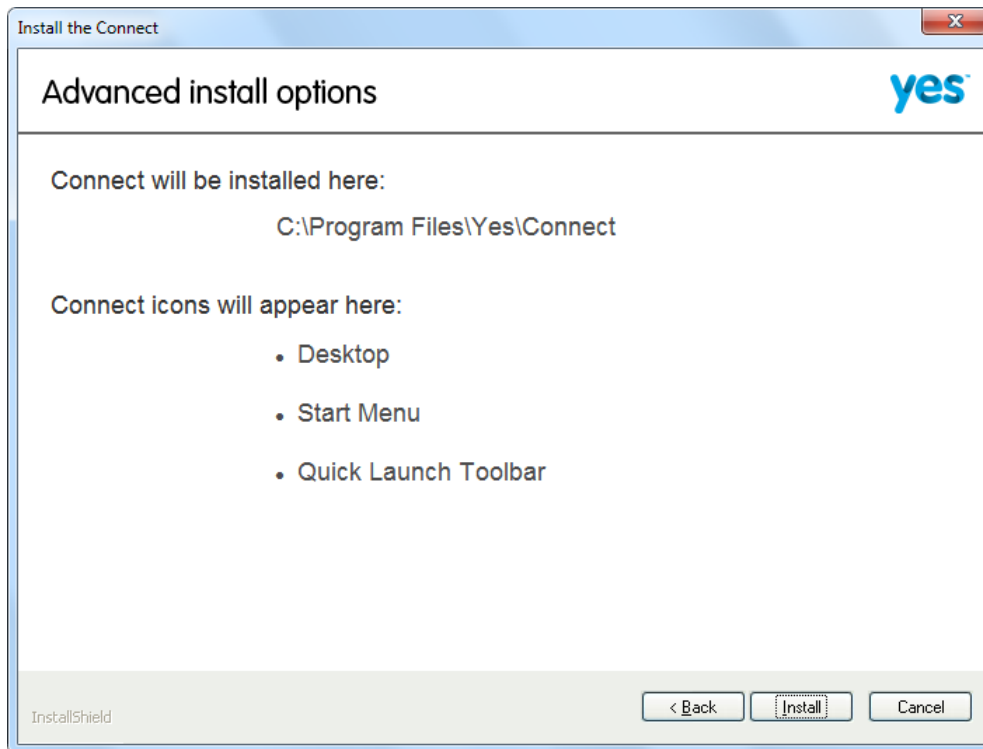 Install the Connect
Advanced install options
yes™
Connect will be installed here:
C:\Program Files\Yes\Connect
Connect icons will appear here:
• Desktop
• Start Menu
• Quick Launch Toolbar
InstallShield
< Back
Install
Cancel